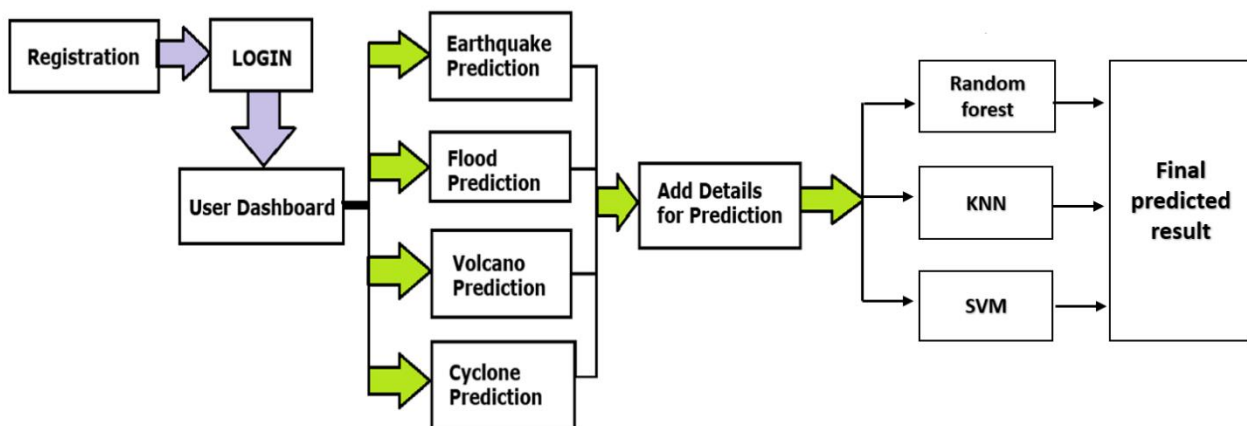 Registration
LOGIN
User Dashboard
Earthquake
Prediction
Flood
Prediction
Volcano
Prediction
Cyclone
Prediction
Add Details
for Prediction
Random
forest
KNN
SVM
Final
predicted
result